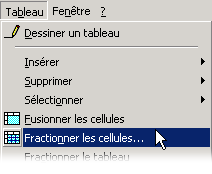 Tableau Fenêtre ?
Dessiner un tableau
Insérer
Supprimer
Sélectionner
Fusionner les cellules
Fractionner les cellules...
Fractionner le tableau